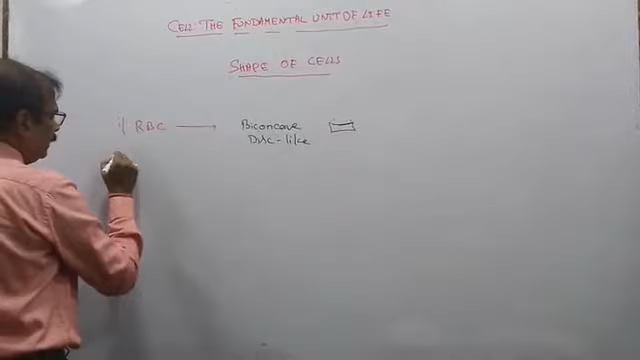 CELL: THE FUNDAMENTAL UNIT OF LIFE
SHAPE OF CELLS
i/ RBC → Biconcave
Disc-like